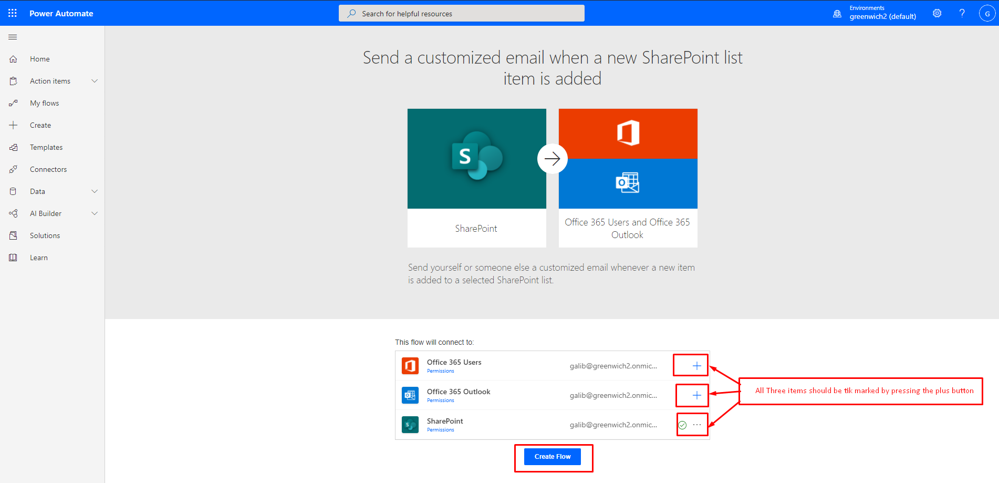 Power Automate
Search for helpful resources
Environments
greenwich2 (default)
?
G
Home
Action items
My flows
Create
Templates
Connectors
Data
AI Builder
Solutions
Learn
Send a customized email when a new SharePoint list
item is added
S
SharePoint
Office 365 Users and Office 365
Outlook
Send yourself or someone else a customized email whenever a new item
is added to a selected SharePoint list.
This flow will connect to:
Office 365 Users
Permissions
galib@greenwich2.onmic...
Office 365 Outlook
Permissions
galib@greenwich2.onmic...
SharePoint
Permissions
galib@greenwich2.onmic...
All Three items should be tik marked by pressing the plus button
Create Flow